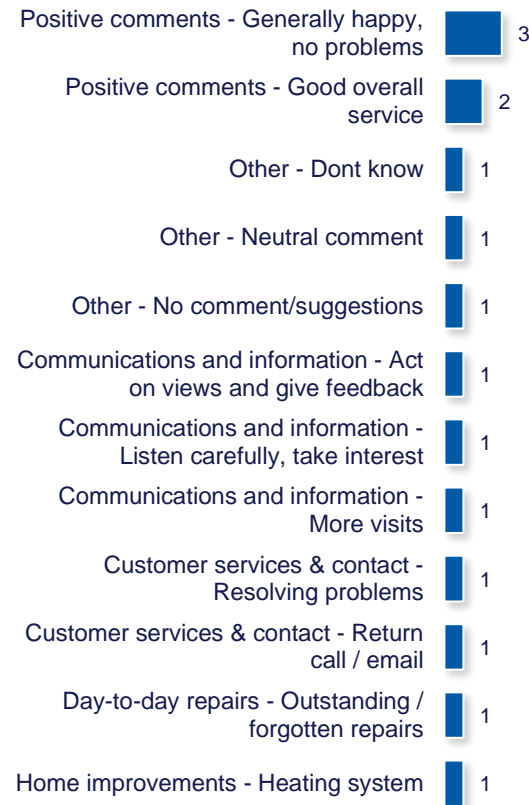 Positive comments - Generally happy,
no problems
3
Positive comments - Good overall
service
2
Other - Dont know
1
Other - Neutral comment
1
Other - No comment/suggestions
1
Communications and information - Act
on views and give feedback
1
Communications and information -
Listen carefully, take interest
1
Communications and information -
More visits
1
Customer services & contact -
Resolving problems
1
Customer services & contact - Return
call / email
1
Day-to-day repairs - Outstanding /
forgotten repairs
1
Home improvements - Heating system
1